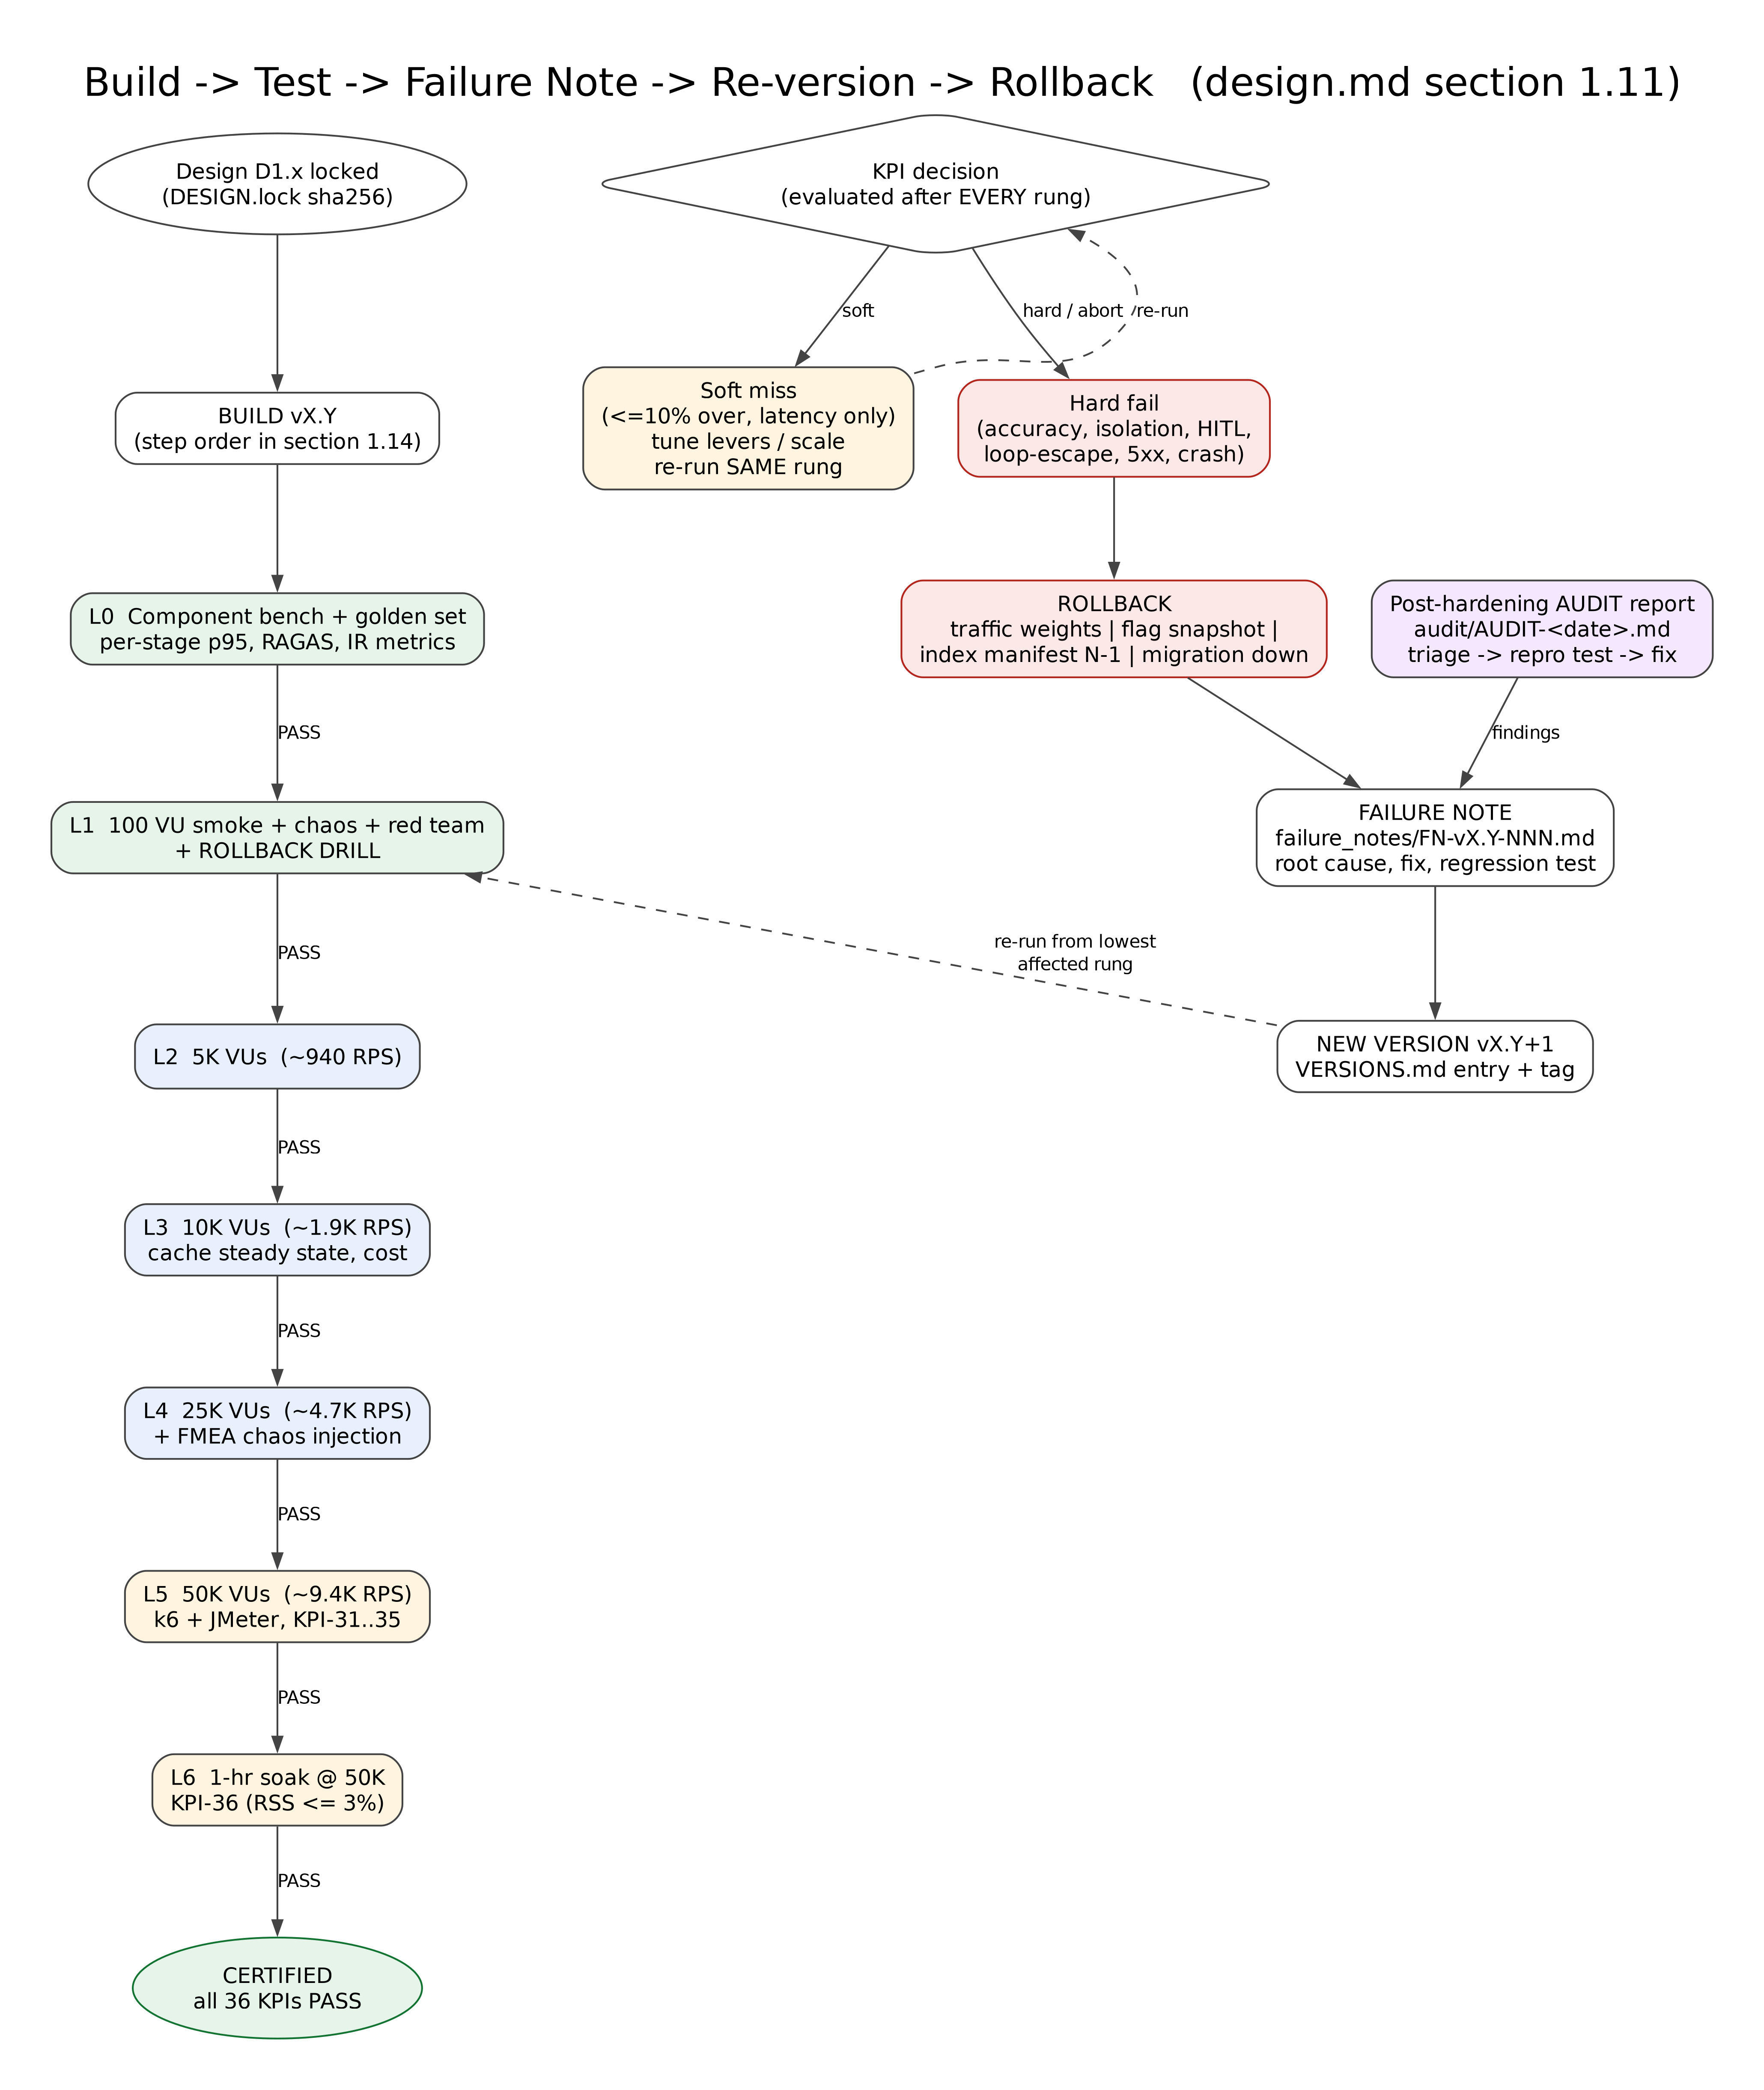 Build -> Test -> Failure Note -> Re-version -> Rollback   (design.md section 1.11)
Design D1.x locked
(DESIGN.lock sha256)
BUILD vX.Y
(step order in section 1.14)
L0  Component bench + golden set
per-stage p95, RAGAS, IR metrics
PASS
L1  100 VU smoke + chaos + red team
+ ROLLBACK DRILL
PASS
L2  5K VUs  (~940 RPS)
PASS
L3  10K VUs  (~1.9K RPS)
cache steady state, cost
PASS
L4  25K VUs  (~4.7K RPS)
+ FMEA chaos injection
PASS
L5  50K VUs  (~9.4K RPS)
k6 + JMeter, KPI-31..35
PASS
L6  1-hr soak @ 50K
KPI-36 (RSS <= 3%)
PASS
CERTIFIED
all 36 KPIs PASS
KPI decision
(evaluated after EVERY rung)
soft
hard / abort
re-run
Soft miss
(<=10% over, latency only)
tune levers / scale
re-run SAME rung
Hard fail
(accuracy, isolation, HITL,
loop-escape, 5xx, crash)
ROLLBACK
traffic weights | flag snapshot |
index manifest N-1 | migration down
Post-hardening AUDIT report
audit/AUDIT-<date>.md
triage -> repro test -> fix
findings
FAILURE NOTE
failure_notes/FN-vX.Y-NNN.md
root cause, fix, regression test
re-run from lowest
affected rung
NEW VERSION vX.Y+1
VERSIONS.md entry + tag